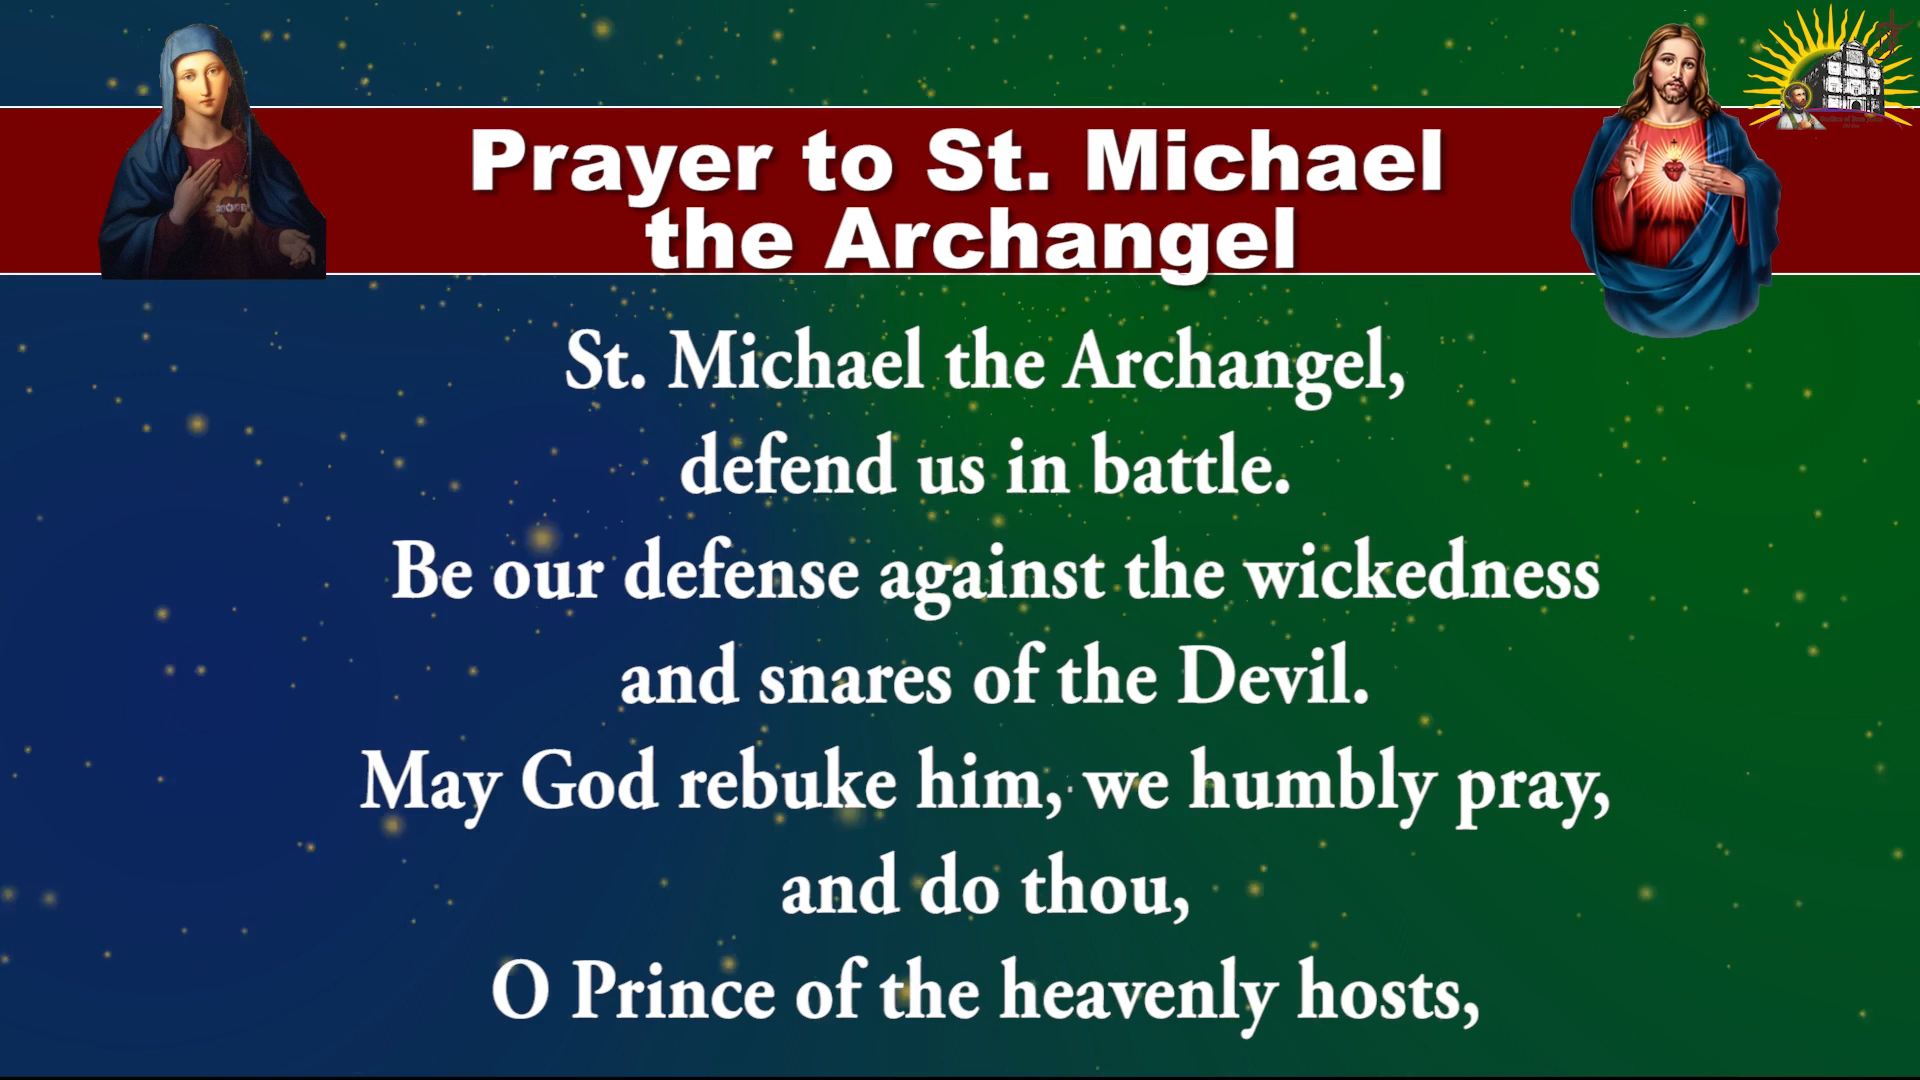 Prayer to St. Michael
the Archangel
St. Michael the Archangel,
defend us in battle.
Be our defense against the wickedness
and snares of the Devil.
May God rebuke him, we humbly pray,
and do thou,
O Prince of the heavenly hosts,